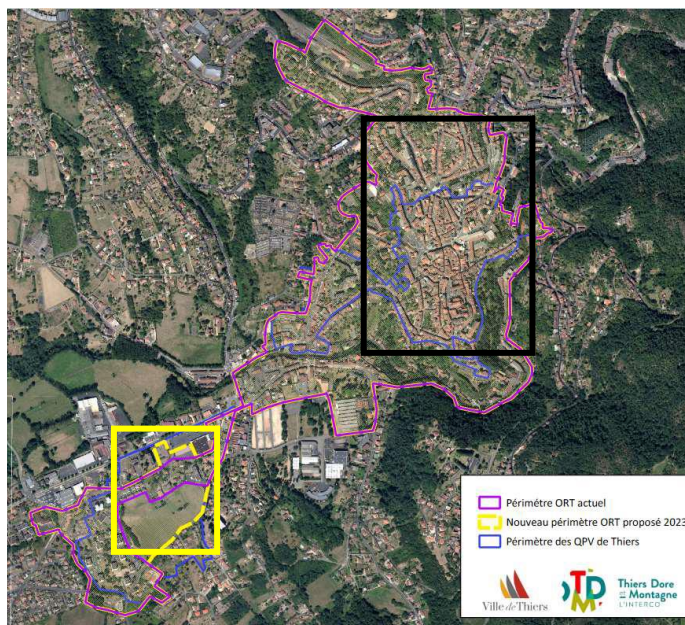 Périmétre ORT actuel
Nouveau périmètre ORT proposé 2023
Périmètre des QPV de Thiers
Ville de Thiers
TDM
Thiers Dore
et Montagne
L'INTERCO